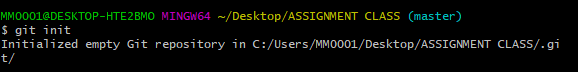 MM0001@DESKTOP-HTE2BMO MINGW64 ~/Desktop/ASSIGNMENT CLASS (master)
$ git init
Initialized empty Git repository in C:/Users/MM0001/Desktop/ASSIGNMENT CLASS/.gi
t/